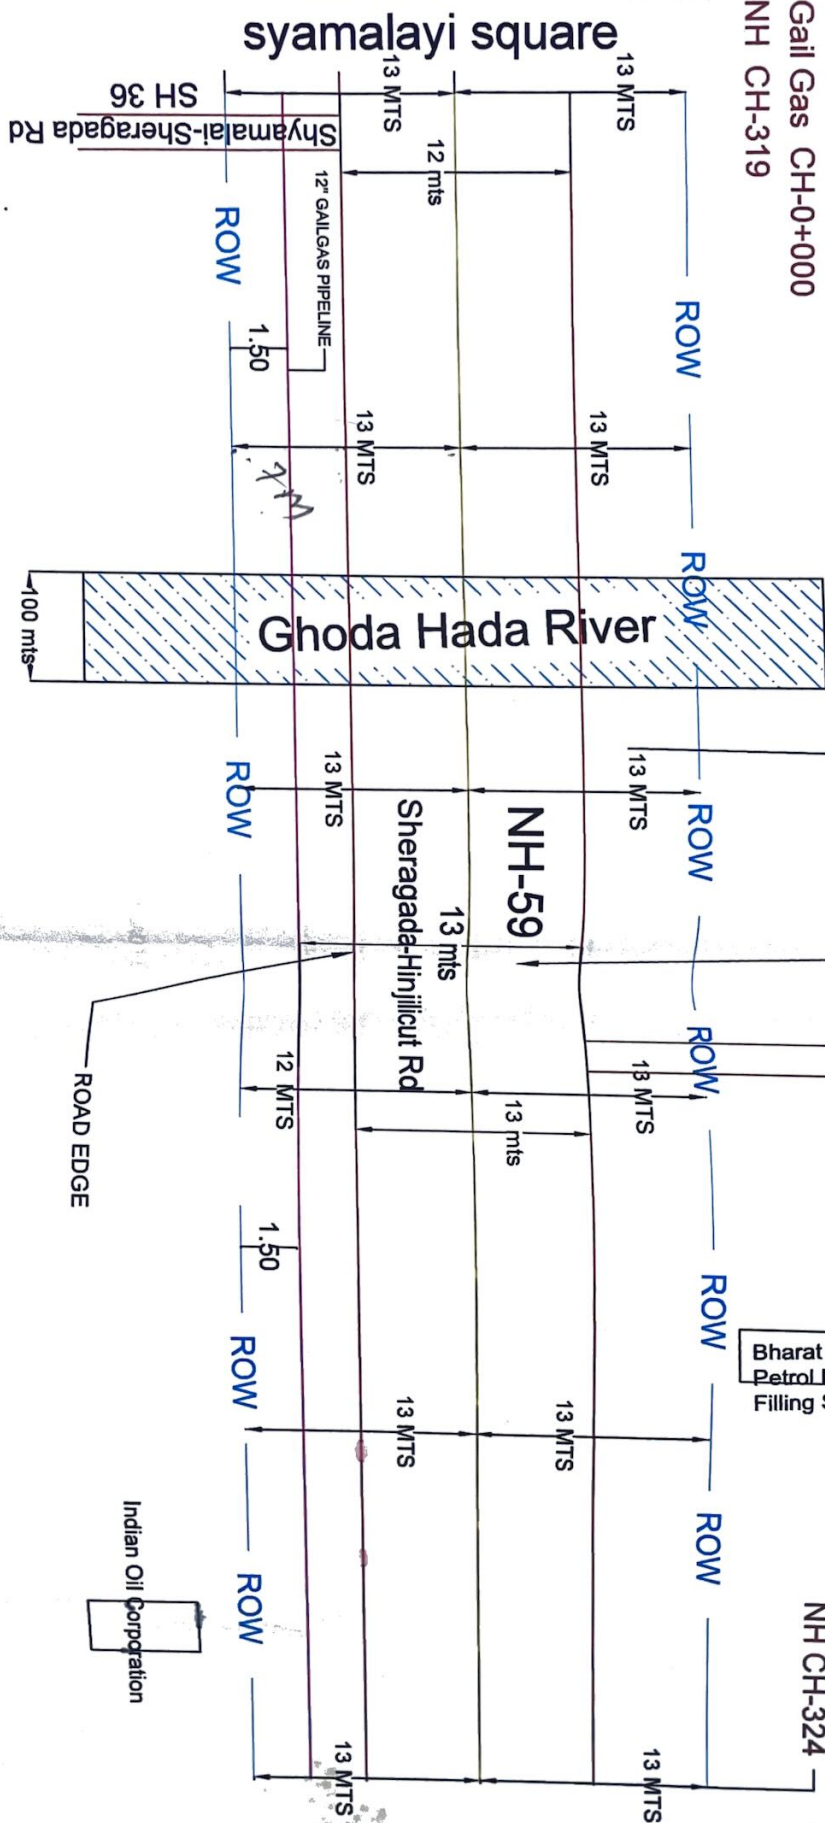 Gail Gas CH-0+000
NH CH-319
syamalayi square
SH 36
Shyamalai-Sheragada Rd
13 MTS
13 MTS
12 mts
12" GAILGAS PIPELINE
ROW
ROW
1.50
13 MTS
13 MTS
ROW
Ghoda Hada River
100 mts
ROW
ROW
13 MTS
13 MTS
NH-59
Sheragada-Hinjilicut Rd
13 mts
ROAD EDGE
ROW
12 MTS
13 MTS
13 mts
1.50
ROW
ROW
Bharat
Petrol
Filling
13 MTS
13 MTS
ROW
ROW
Indian Oil Corporation
NH CH-324
13 MTS
13 MTS